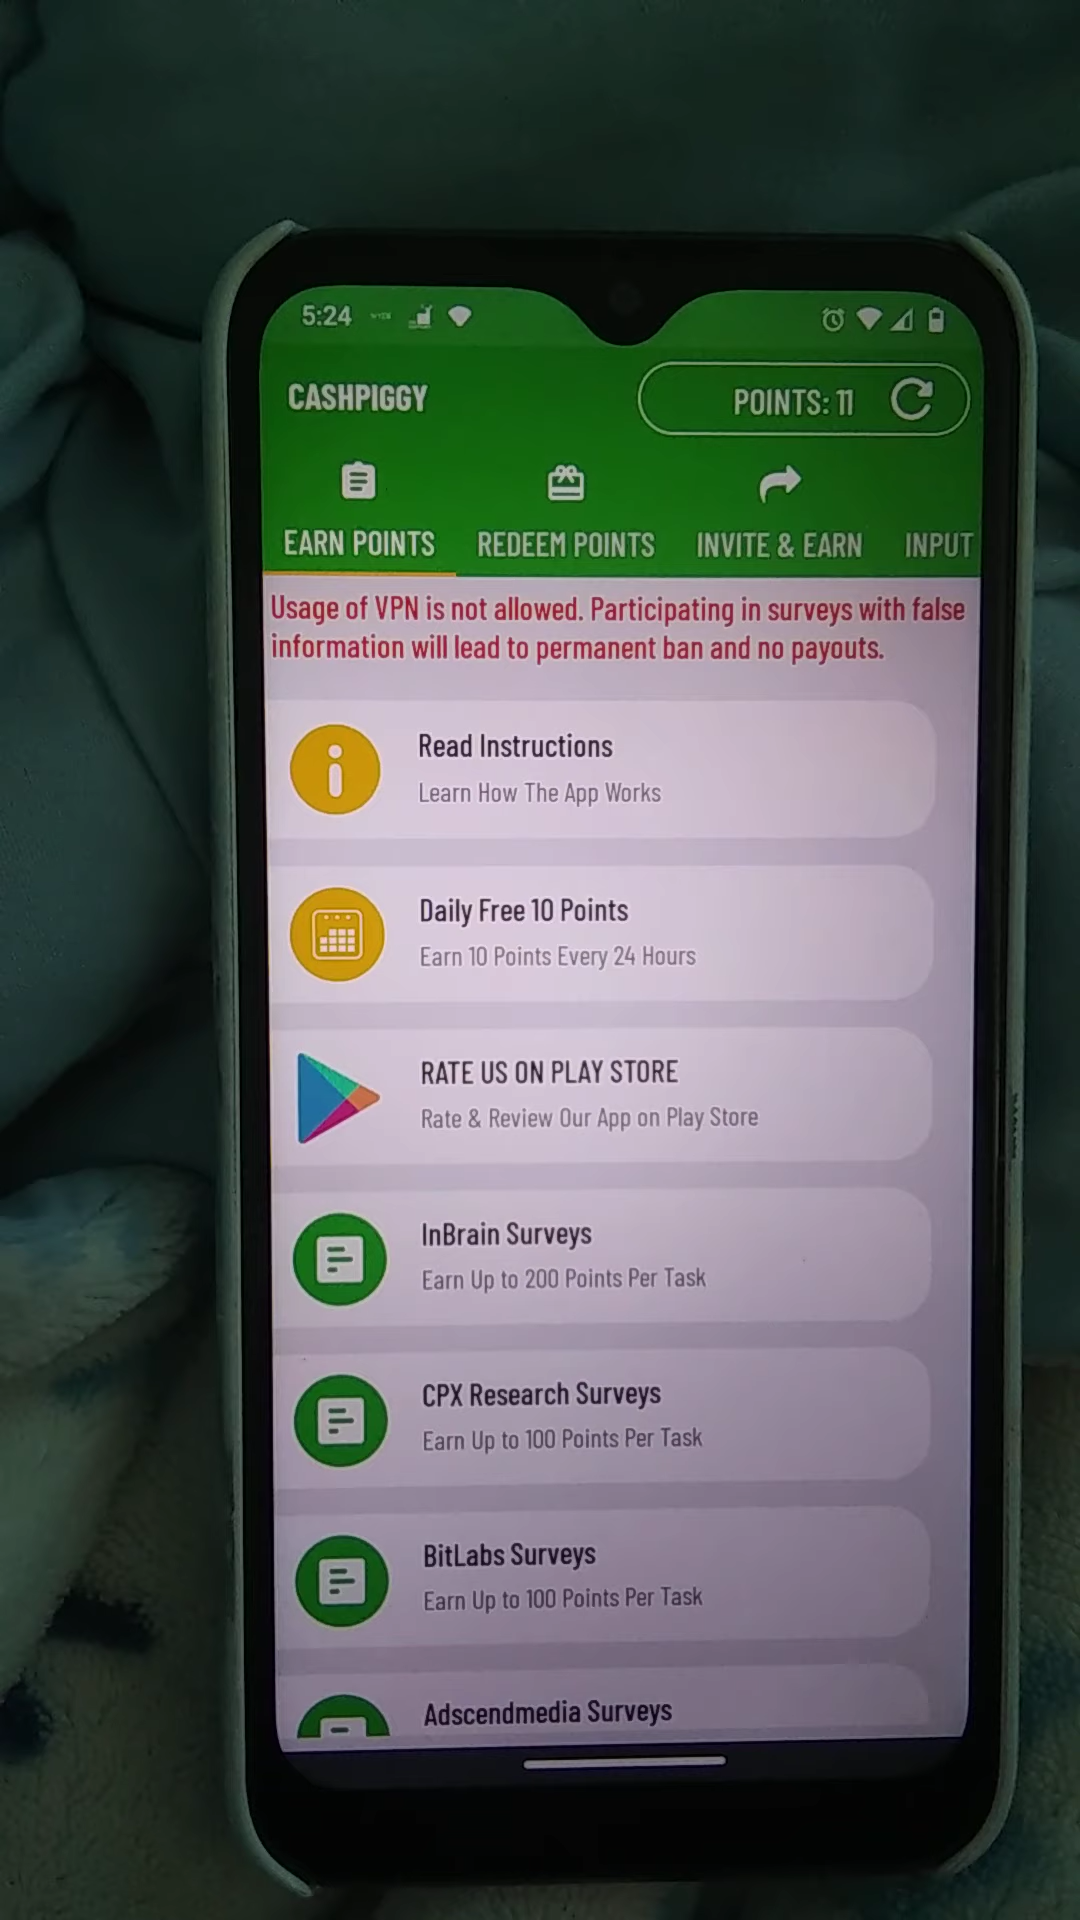 5:24
CASHPIGGY
POINTS: 11
EARN POINTS
REDEEM POINTS
INVITE & EARN
INPUT
Usage of VPN is not allowed. Participating in surveys with false
information will lead to permanent ban and no payouts.
Read Instructions
Learn How The App Works
Daily Free 10 Points
Earn 10 Points Every 24 Hours
RATE US ON PLAY STORE
Rate & Review Our App on Play Store
InBrain Surveys
Earn Up to 200 Points Per Task
CPX Research Surveys
Earn Up to 100 Points Per Task
BitLabs Surveys
Earn Up to 100 Points Per Task
Adscendmedia Surveys